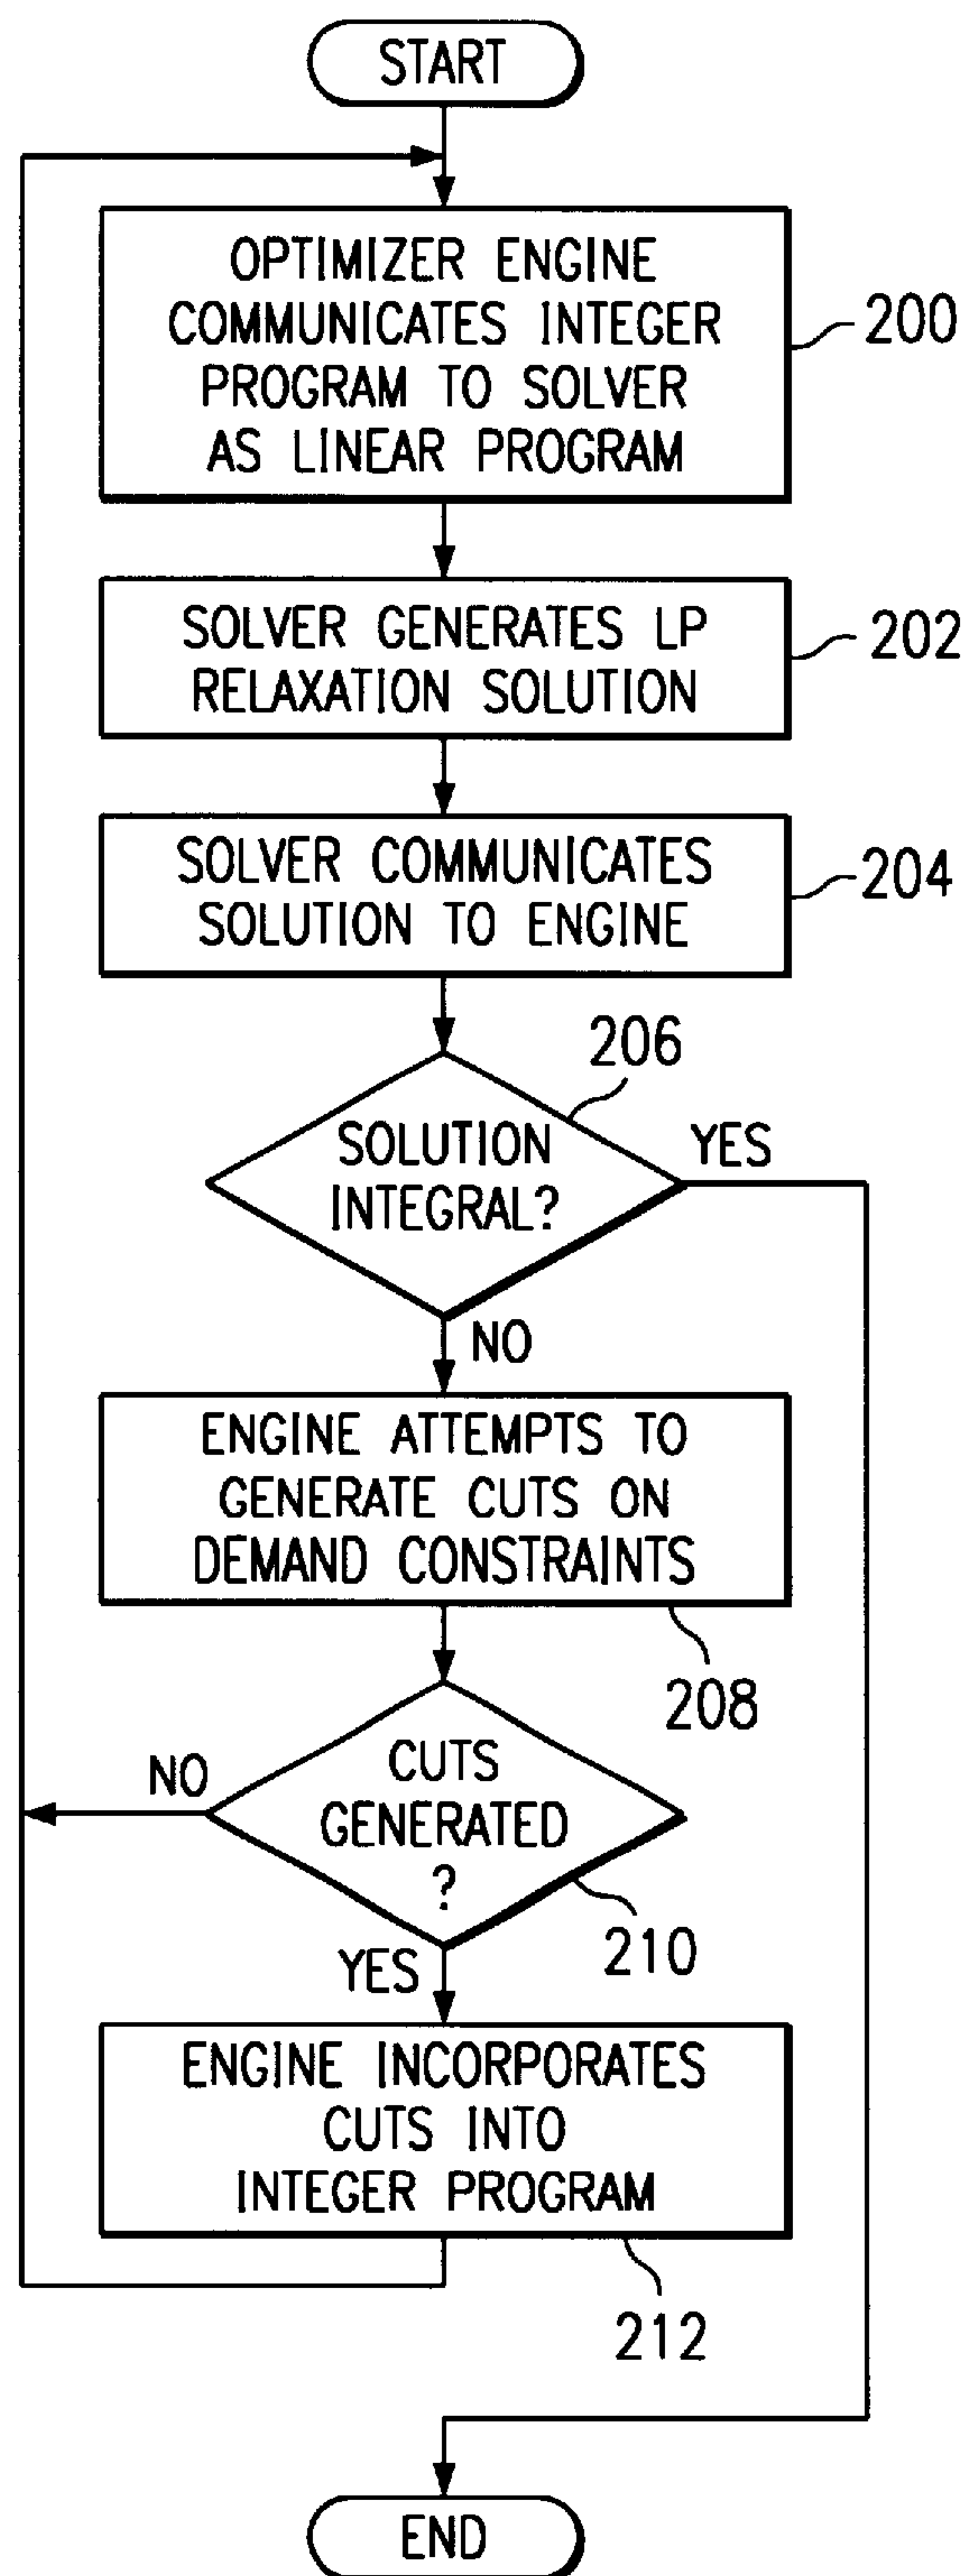 START
OPTIMIZER ENGINE
COMMUNICATES INTEGER
PROGRAM TO SOLVER
AS LINEAR PROGRAM
200
SOLVER GENERATES LP
RELAXATION SOLUTION
202
SOLVER COMMUNICATES
SOLUTION TO ENGINE
204
206
SOLUTION
INTEGRAL?
YES
NO
ENGINE ATTEMPTS TO
GENERATE CUTS ON
DEMAND CONSTRAINTS
208
CUTS
GENERATED
?
NO
210
YES
ENGINE INCORPORATES
CUTS INTO
INTEGER PROGRAM
212
END